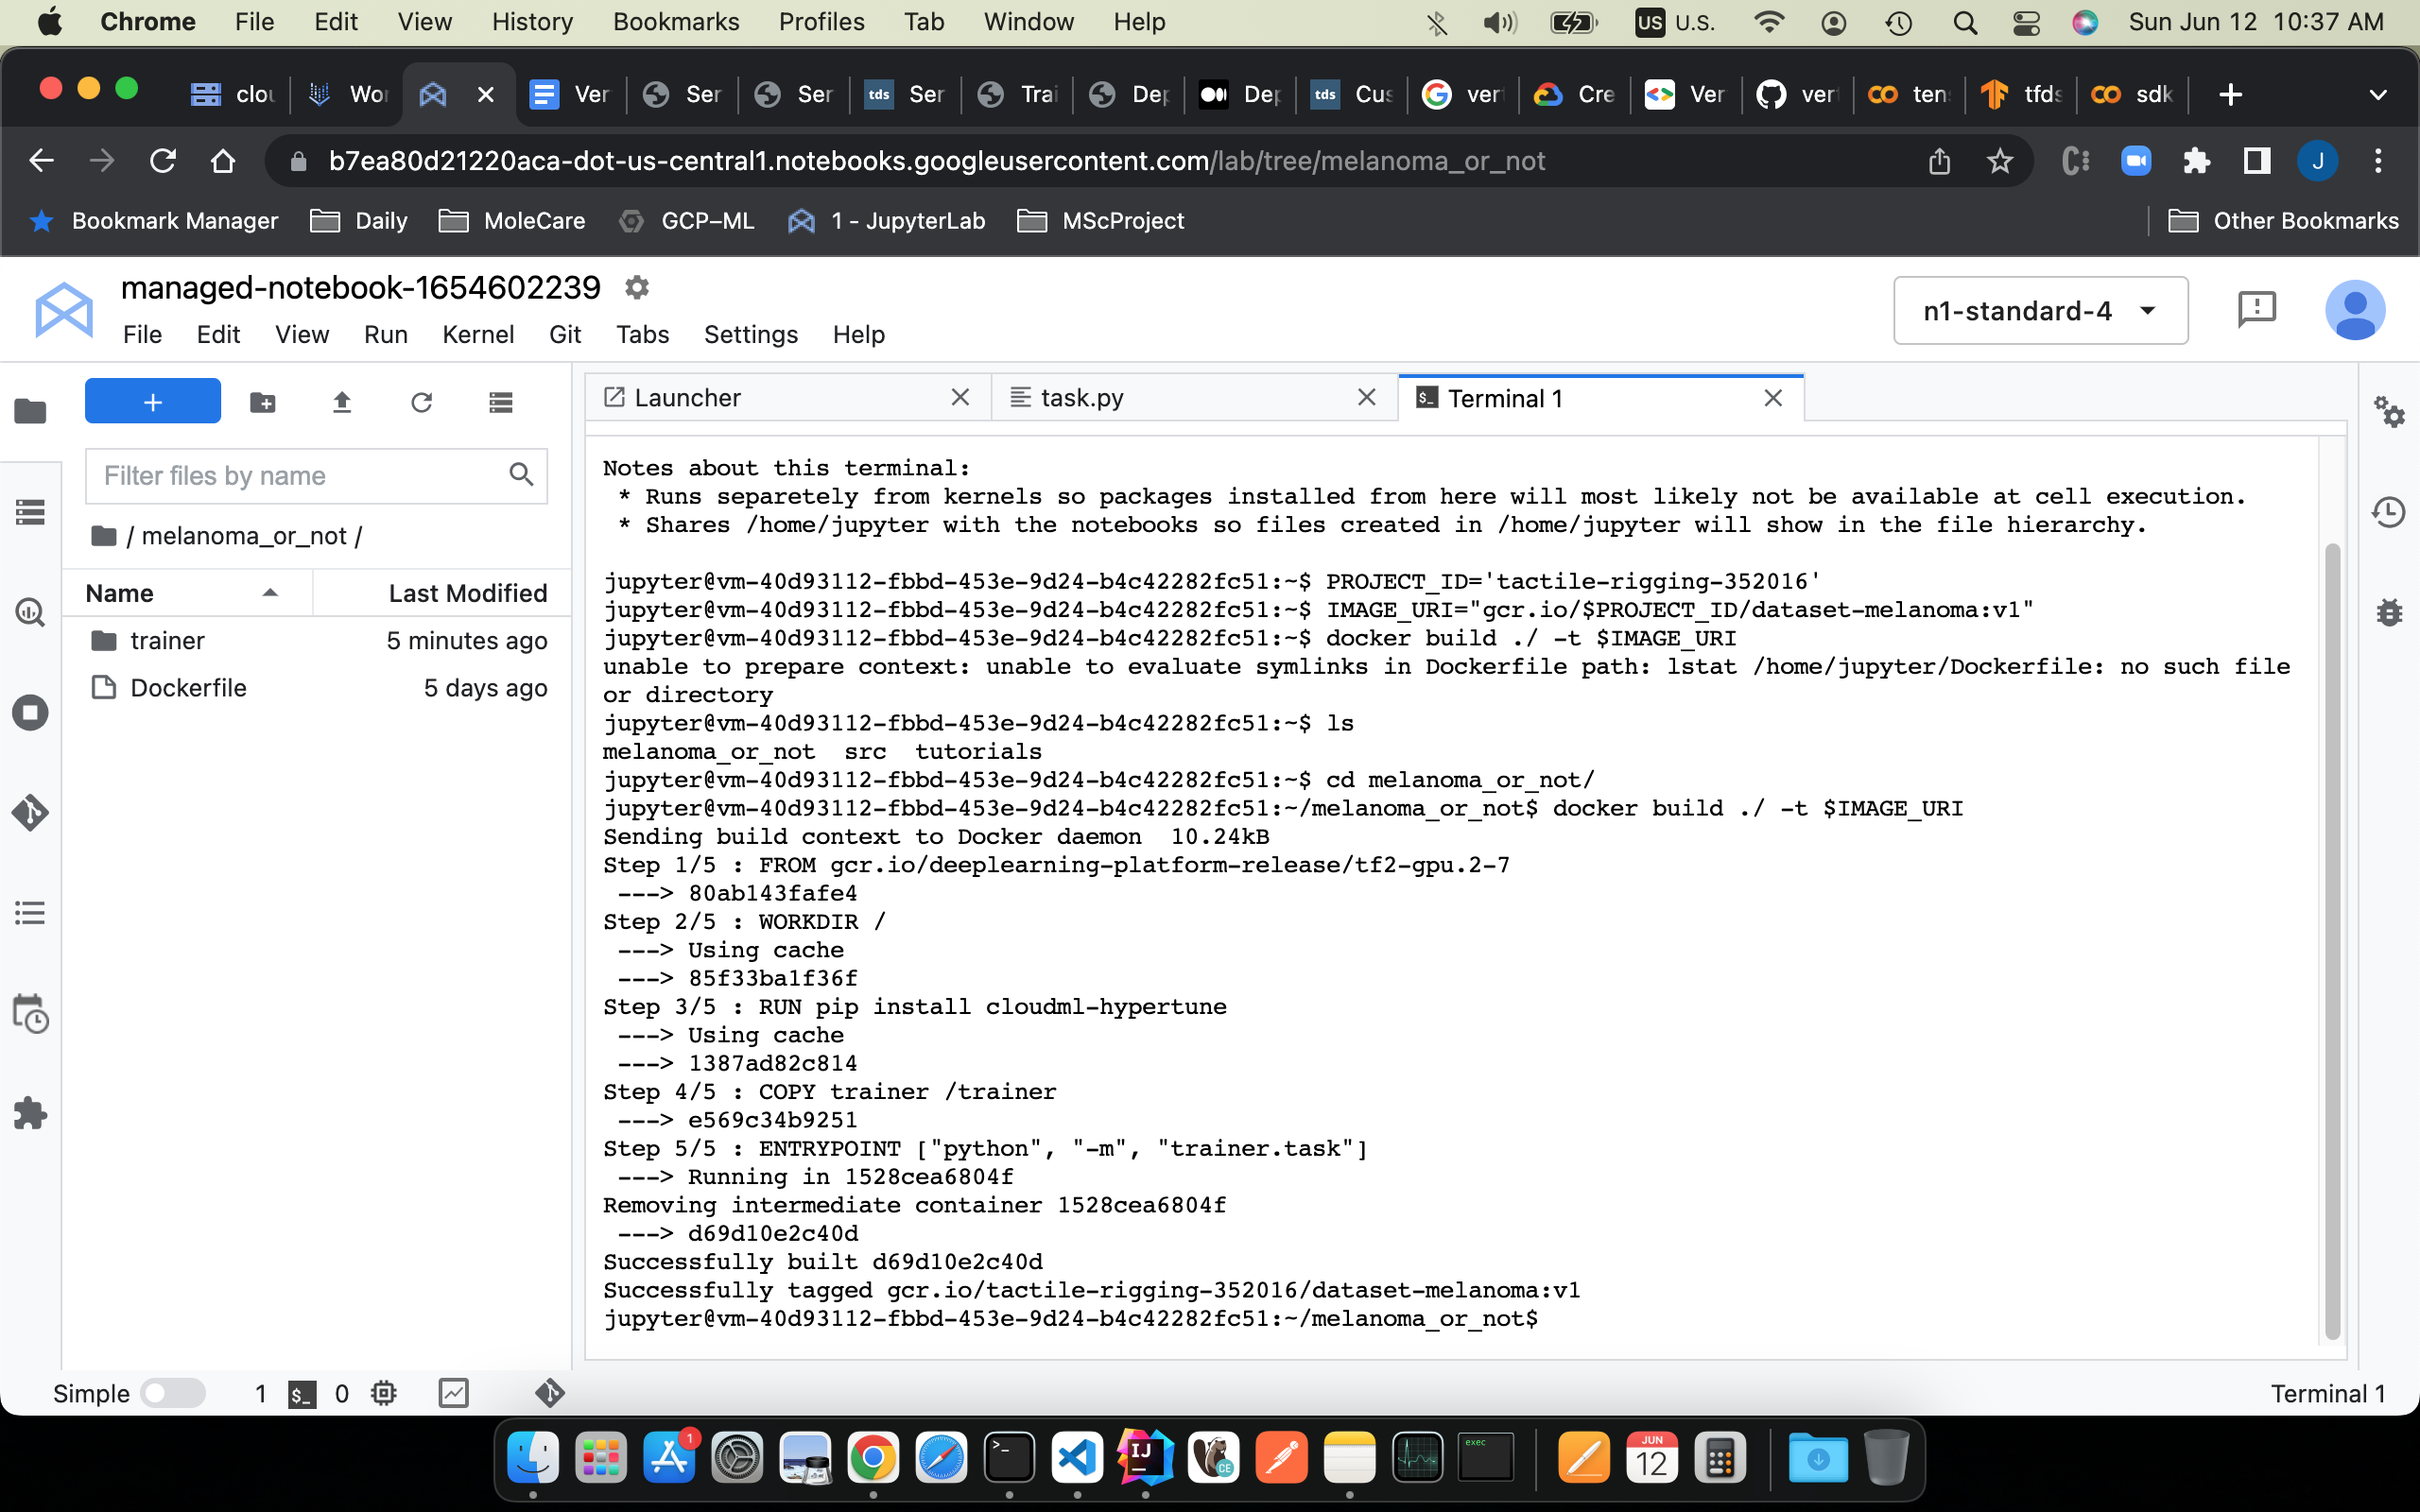 Chrome File Edit View History Bookmarks Profiles Tab Window Help US U.S. Sun Jun 12 10:37 AM
clou Wor Ver Ser Ser tds Ser Trai Dep Dep tds Cus ver Cre Ver ver tens tfds sdk
b7ea80d21220aca-dot-us-central1.notebooks.googleusercontent.com/lab/tree/melanoma_or_not J
Bookmark Manager Daily MoleCare GCP–ML 1 - JupyterLab MScProject Other Bookmarks
managed-notebook-1654602239
File Edit View Run Kernel Git Tabs Settings Help
n1-standard-4
Launcher task.py Terminal 1
Filter files by name
/ melanoma_or_not /
Name Last Modified
trainer 5 minutes ago
Dockerfile 5 days ago
Notes about this terminal:
* Runs separetely from kernels so packages installed from here will most likely not be available at cell execution.
* Shares /home/jupyter with the notebooks so files created in /home/jupyter will show in the file hierarchy.
jupyter@vm-40d93112-fbbd-453e-9d24-b4c42282fc51:~$ PROJECT_ID='tactile-rigging-352016'
jupyter@vm-40d93112-fbbd-453e-9d24-b4c42282fc51:~$ IMAGE_URI="gcr.io/$PROJECT_ID/dataset-melanoma:v1"
jupyter@vm-40d93112-fbbd-453e-9d24-b4c42282fc51:~$ docker build ./ -t $IMAGE_URI
unable to prepare context: unable to evaluate symlinks in Dockerfile path: lstat /home/jupyter/Dockerfile: no such file
or directory
jupyter@vm-40d93112-fbbd-453e-9d24-b4c42282fc51:~$ ls
melanoma_or_not src tutorials
jupyter@vm-40d93112-fbbd-453e-9d24-b4c42282fc51:~$ cd melanoma_or_not/
jupyter@vm-40d93112-fbbd-453e-9d24-b4c42282fc51:~/melanoma_or_not$ docker build ./ -t $IMAGE_URI
Sending build context to Docker daemon 10.24kB
Step 1/5 : FROM gcr.io/deeplearning-platform-release/tf2-gpu.2-7
---> 80ab143fafe4
Step 2/5 : WORKDIR /
---> Using cache
---> 85f33ba1f36f
Step 3/5 : RUN pip install cloudml-hypertune
---> Using cache
---> 1387ad82c814
Step 4/5 : COPY trainer /trainer
---> e569c34b9251
Step 5/5 : ENTRYPOINT ["python", "-m", "trainer.task"]
---> Running in 1528cea6804f
Removing intermediate container 1528cea6804f
---> d69d10e2c40d
Successfully built d69d10e2c40d
Successfully tagged gcr.io/tactile-rigging-352016/dataset-melanoma:v1
jupyter@vm-40d93112-fbbd-453e-9d24-b4c42282fc51:~/melanoma_or_not$
Simple 1 $_ 0 Terminal 1
1 IJ CE exec JUN 12